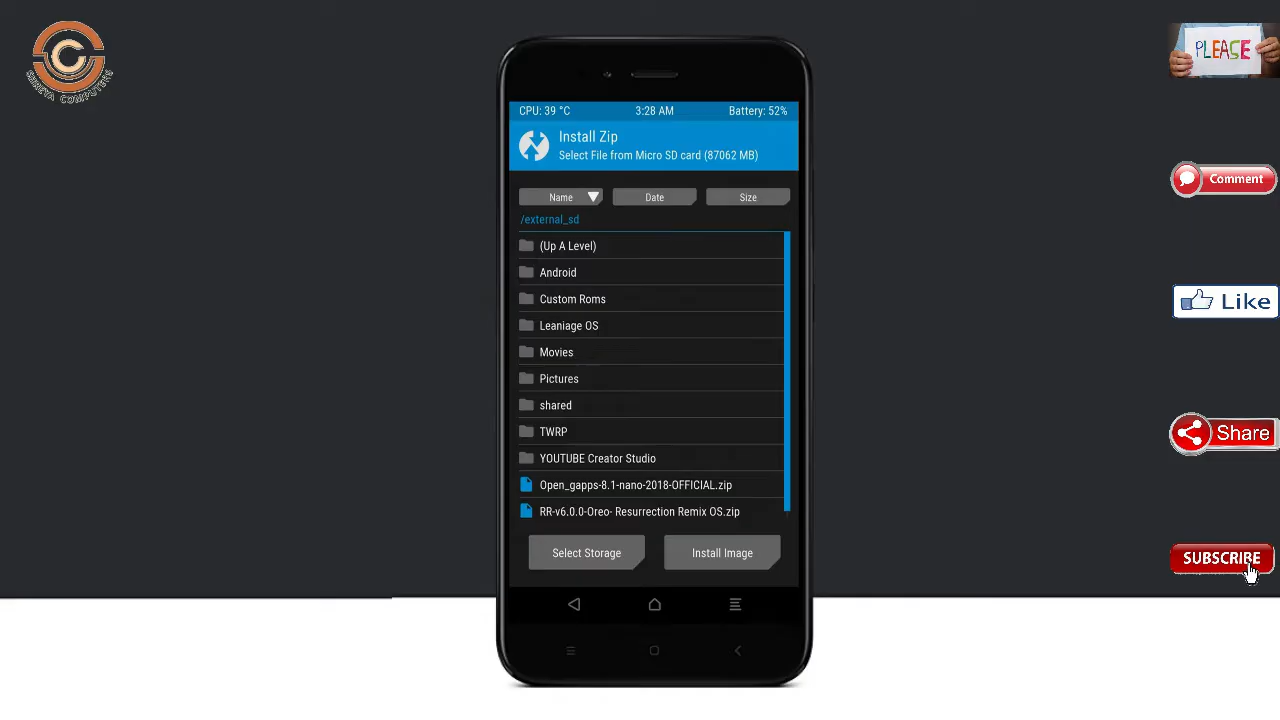 C
SHREYA COMPUTERS
PLEASE
CPU: 39 °C 3:28 AM Battery: 52%
Install Zip
Select File from Micro SD card (87062 MB)
Name Date Size
/external_sd
(Up A Level)
Android
Custom Roms
Leaniage OS
Movies
Pictures
shared
TWRP
YOUTUBE Creator Studio
Open_gapps-8.1-nano-2018-OFFICIAL.zip
RR-v6.0.0-Oreo- Resurrection Remix OS.zip
Select Storage Install Image
Comment
Like
Share
SUBSCRIBE